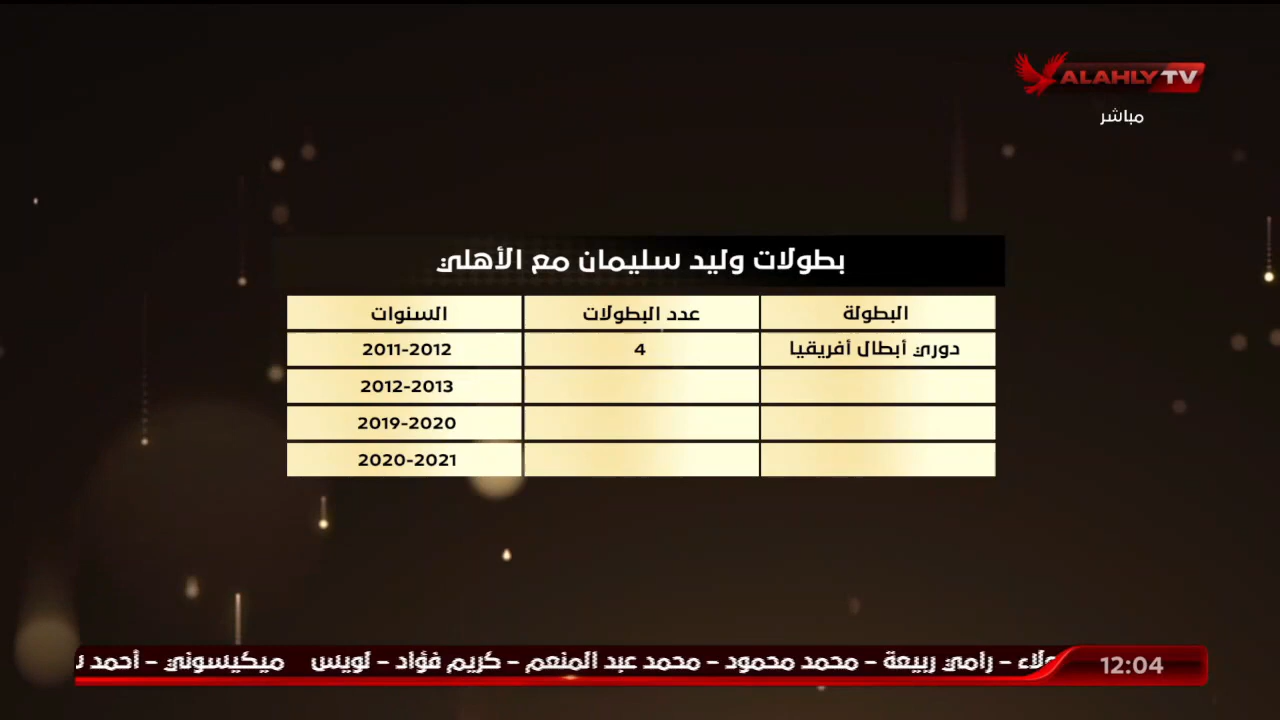 ALAHLY TV
مباشر
بطولات وليد سليمان مع الأهلي
البطولة عدد البطولات السنوات
دوري أبطال أفريقيا 4 2011-2012
2012-2013
2019-2020
2020-2021
12:04
– رامي ربيعة – محمد محمود – محمد عبد المنعم – كريم فؤاد – لويس ميكيسوني – أحمد